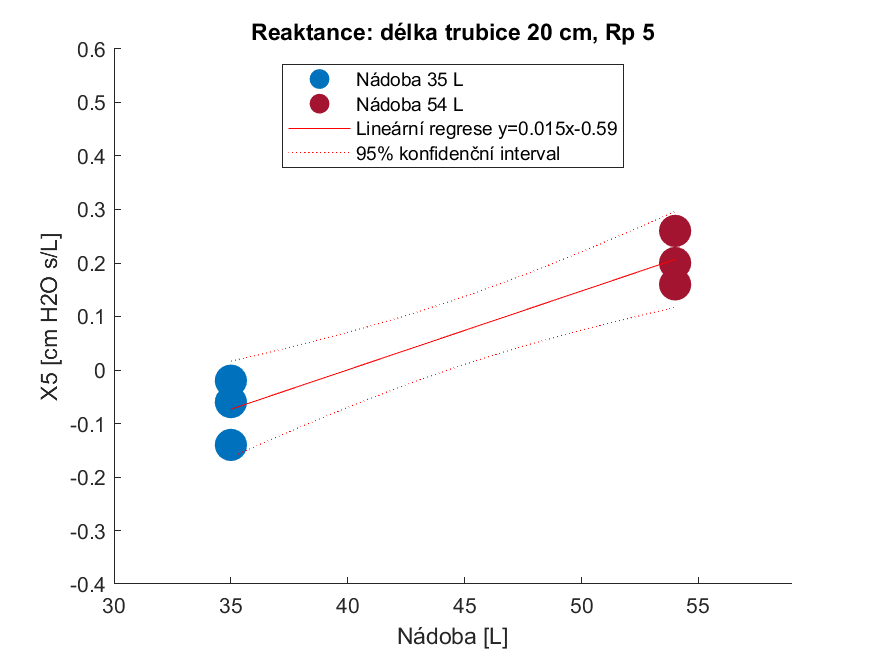 Reaktance: délka trubice 20 cm, Rp 5
Nádoba 35 L
Nádoba 54 L
Lineární regrese y=0.015x-0.59
95% konfidenční interval
X5 [cm H2O s/L]
0.6
0.5
0.4
0.3
0.2
0.1
0
-0.1
-0.2
-0.3
-0.4
30 35 40 45 50 55
Nádoba [L]